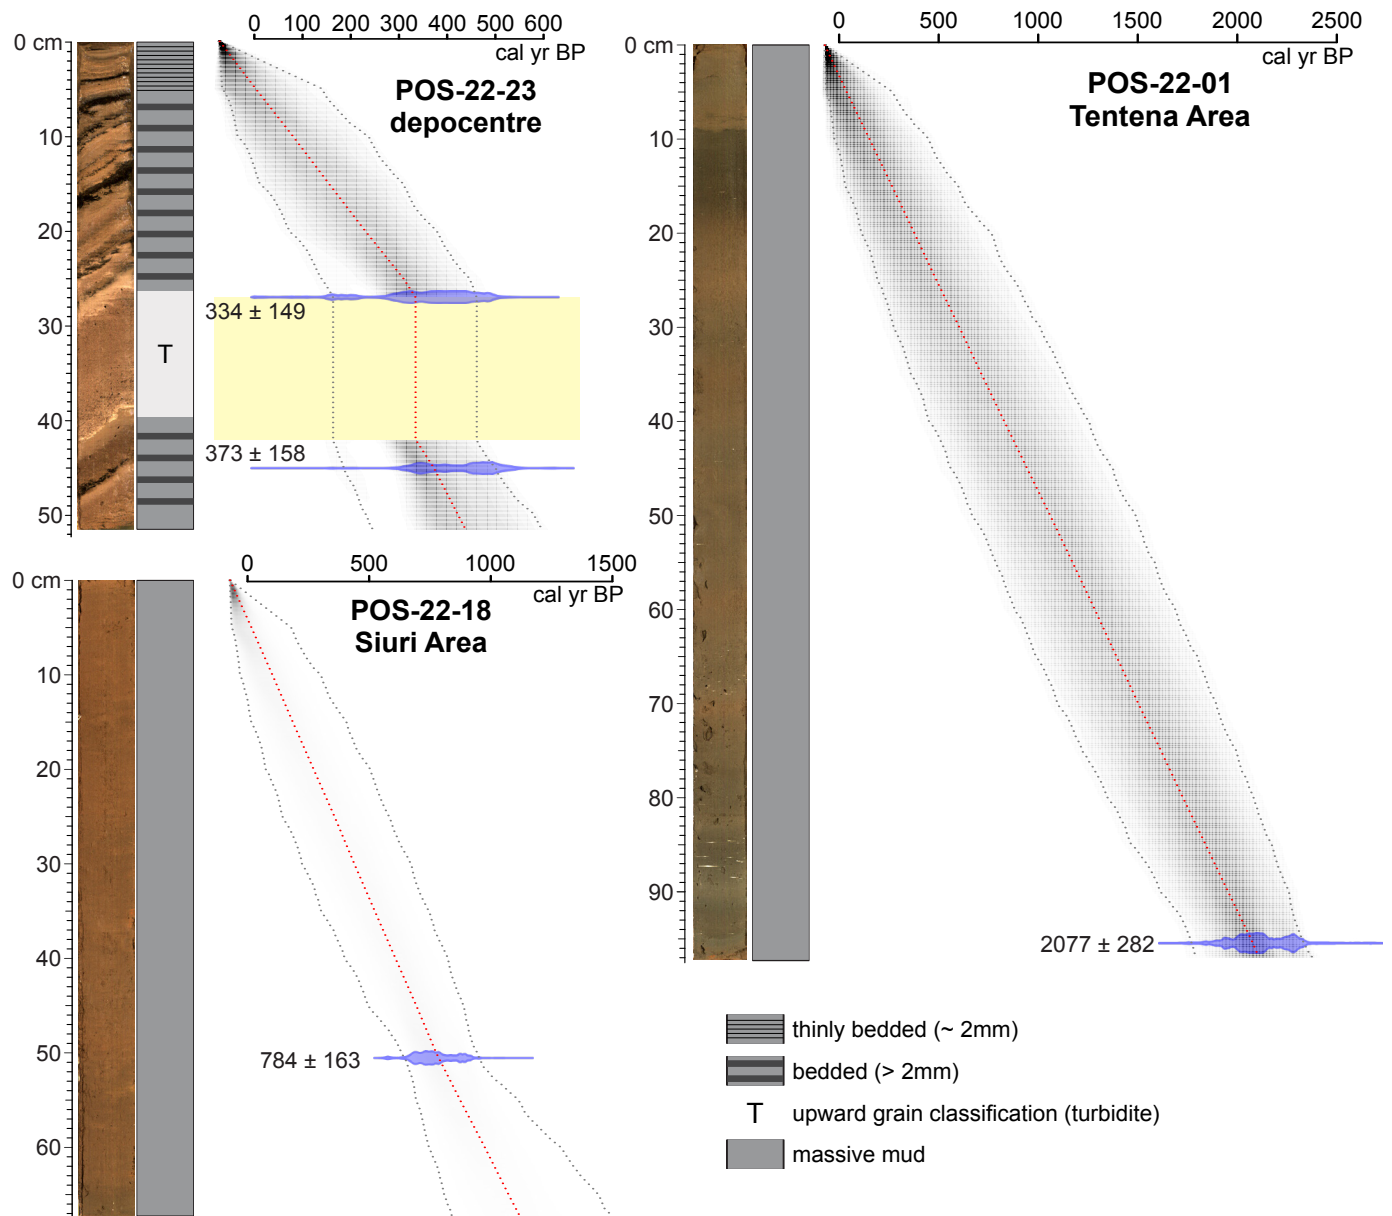 0 100 200 300 400 500 600
cal yr BP
0 cm
10
20
30
40
50
POS-22-23
depocentre
334 ± 149
T
373 ± 158
0 500 1000 1500
cal yr BP
0 cm
10
20
30
40
50
60
POS-22-18
Siuri Area
784 ± 163
0 500 1000 1500 2000 2500
cal yr BP
0 cm
10
20
30
40
50
60
70
80
90
POS-22-01
Tentena Area
2077 ± 282
thinly bedded (~ 2mm)
bedded (> 2mm)
T upward grain classification (turbidite)
massive mud